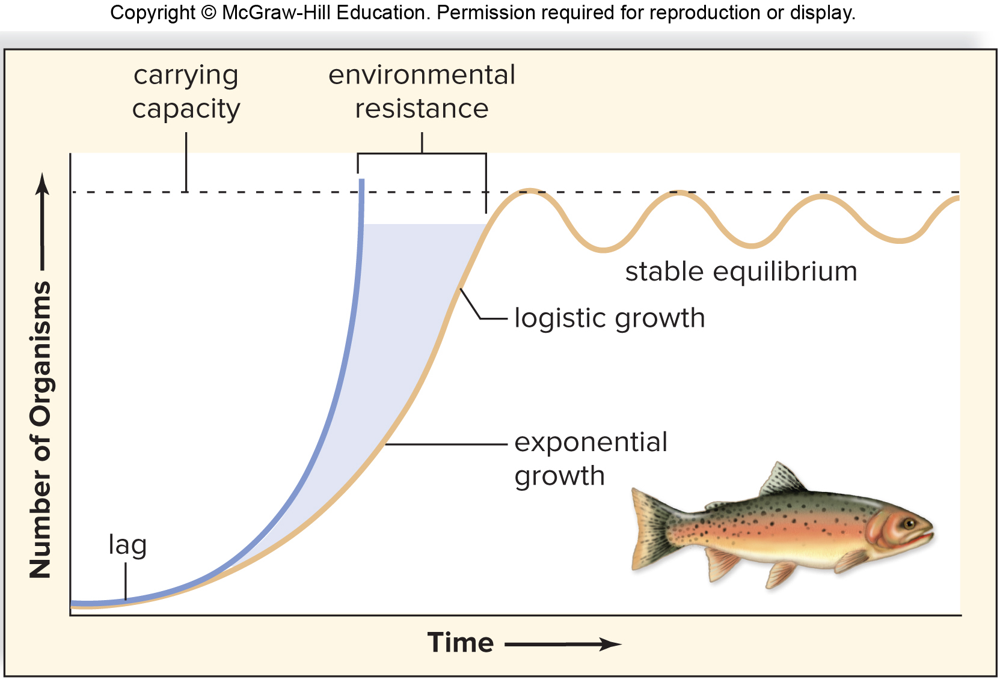 Copyright © McGraw-Hill Education. Permission required for reproduction or display.
carrying
capacity
environmental
resistance
stable equilibrium
logistic growth
exponential
growth
lag
Number of Organisms
Time